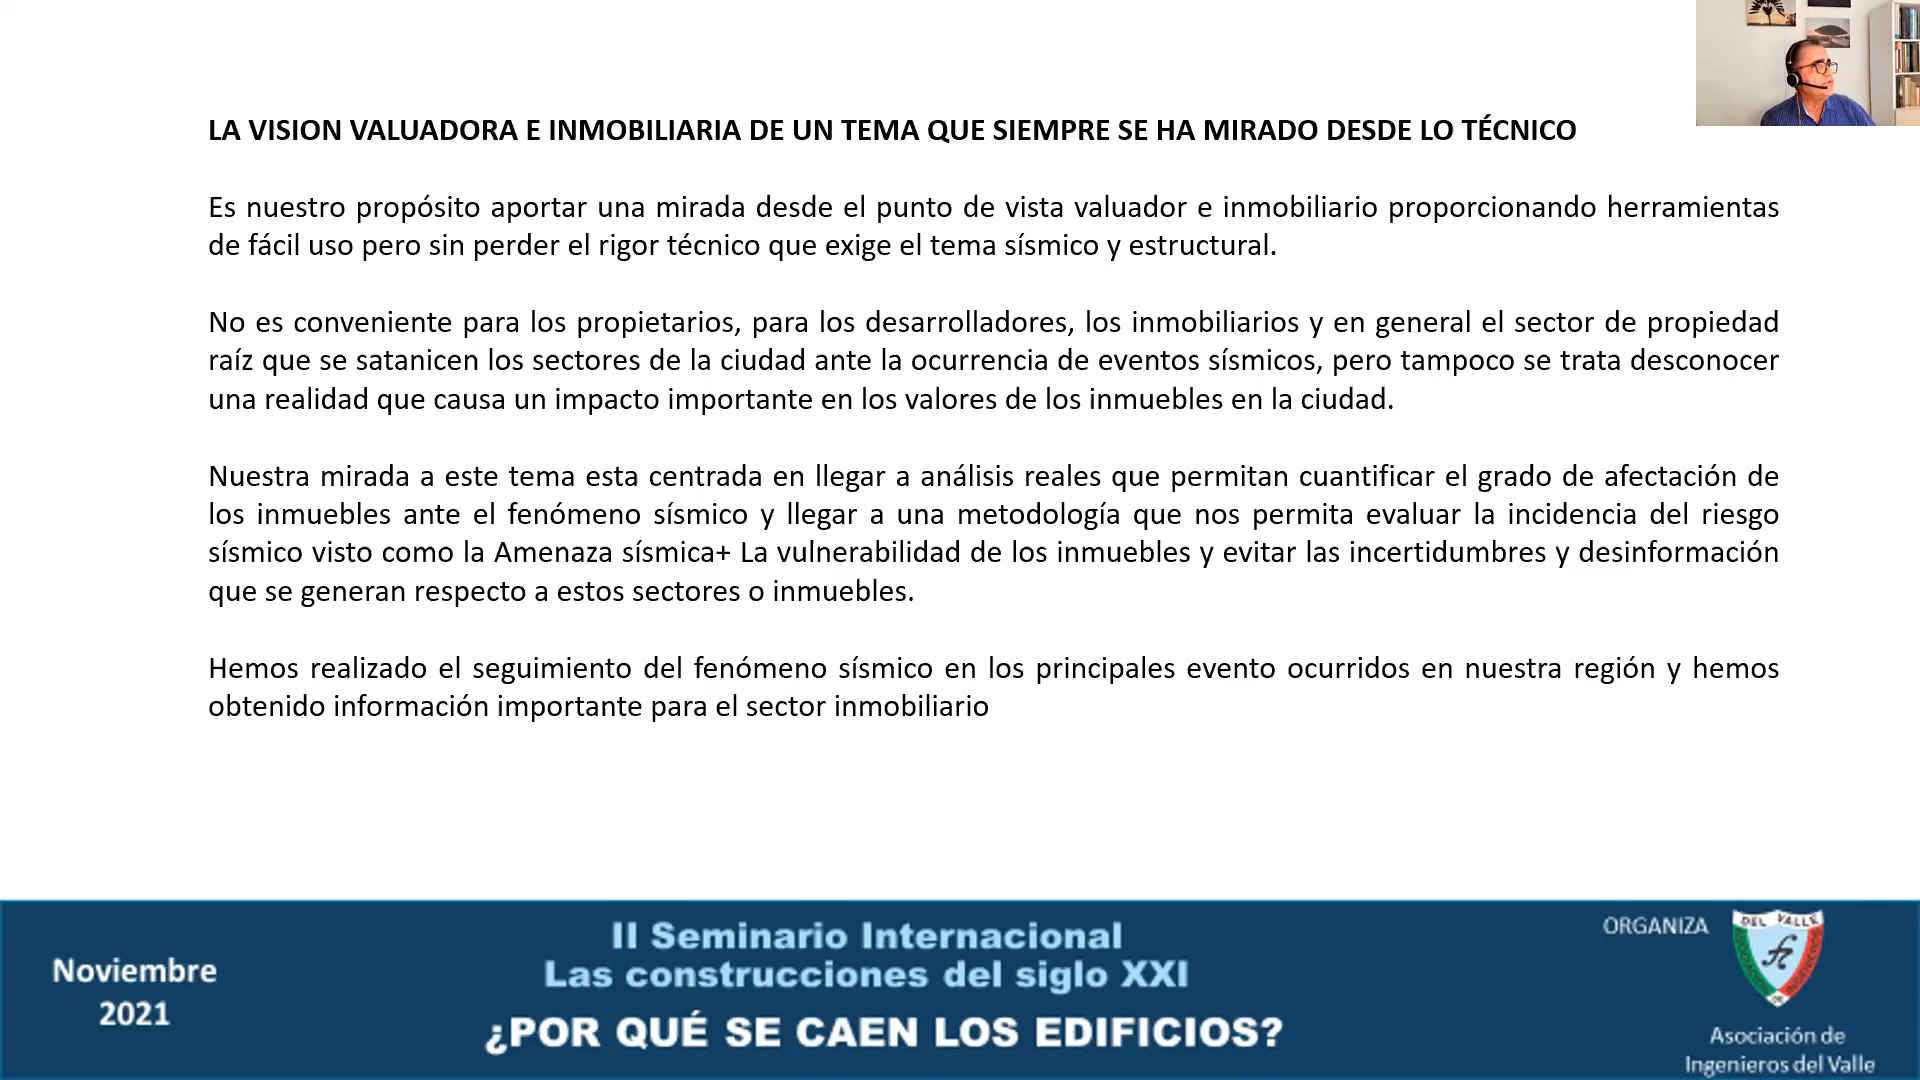 LA VISION VALUADORA E INMOBILIARIA DE UN TEMA QUE SIEMPRE SE HA MIRADO DESDE LO TÉCNICO
Es nuestro propósito aportar una mirada desde el punto de vista valuador e inmobiliario proporcionando herramientas
de fácil uso pero sin perder el rigor técnico que exige el tema sísmico y estructural.
No es conveniente para los propietarios, para los desarrolladores, los inmobiliarios y en general el sector de propiedad
raíz que se satanicen los sectores de la ciudad ante la ocurrencia de eventos sísmicos, pero tampoco se trata desconocer
una realidad que causa un impacto importante en los valores de los inmuebles en la ciudad.
Nuestra mirada a este tema esta centrada en llegar a análisis reales que permitan cuantificar el grado de afectación de
los inmuebles ante el fenómeno sísmico y llegar a una metodología que nos permita evaluar la incidencia del riesgo
sísmico visto como la Amenaza sísmica+ La vulnerabilidad de los inmuebles y evitar las incertidumbres y desinformación
que se generan respecto a estos sectores o inmuebles.
Hemos realizado el seguimiento del fenómeno sísmico en los principales evento ocurridos en nuestra región y hemos
obtenido información importante para el sector inmobiliario
Noviembre
2021
II Seminario Internacional
Las construcciones del siglo XXI
¿POR QUÉ SE CAEN LOS EDIFICIOS?
ORGANIZA
DEL VALLE
Asociación de
Ingenieros del Valle